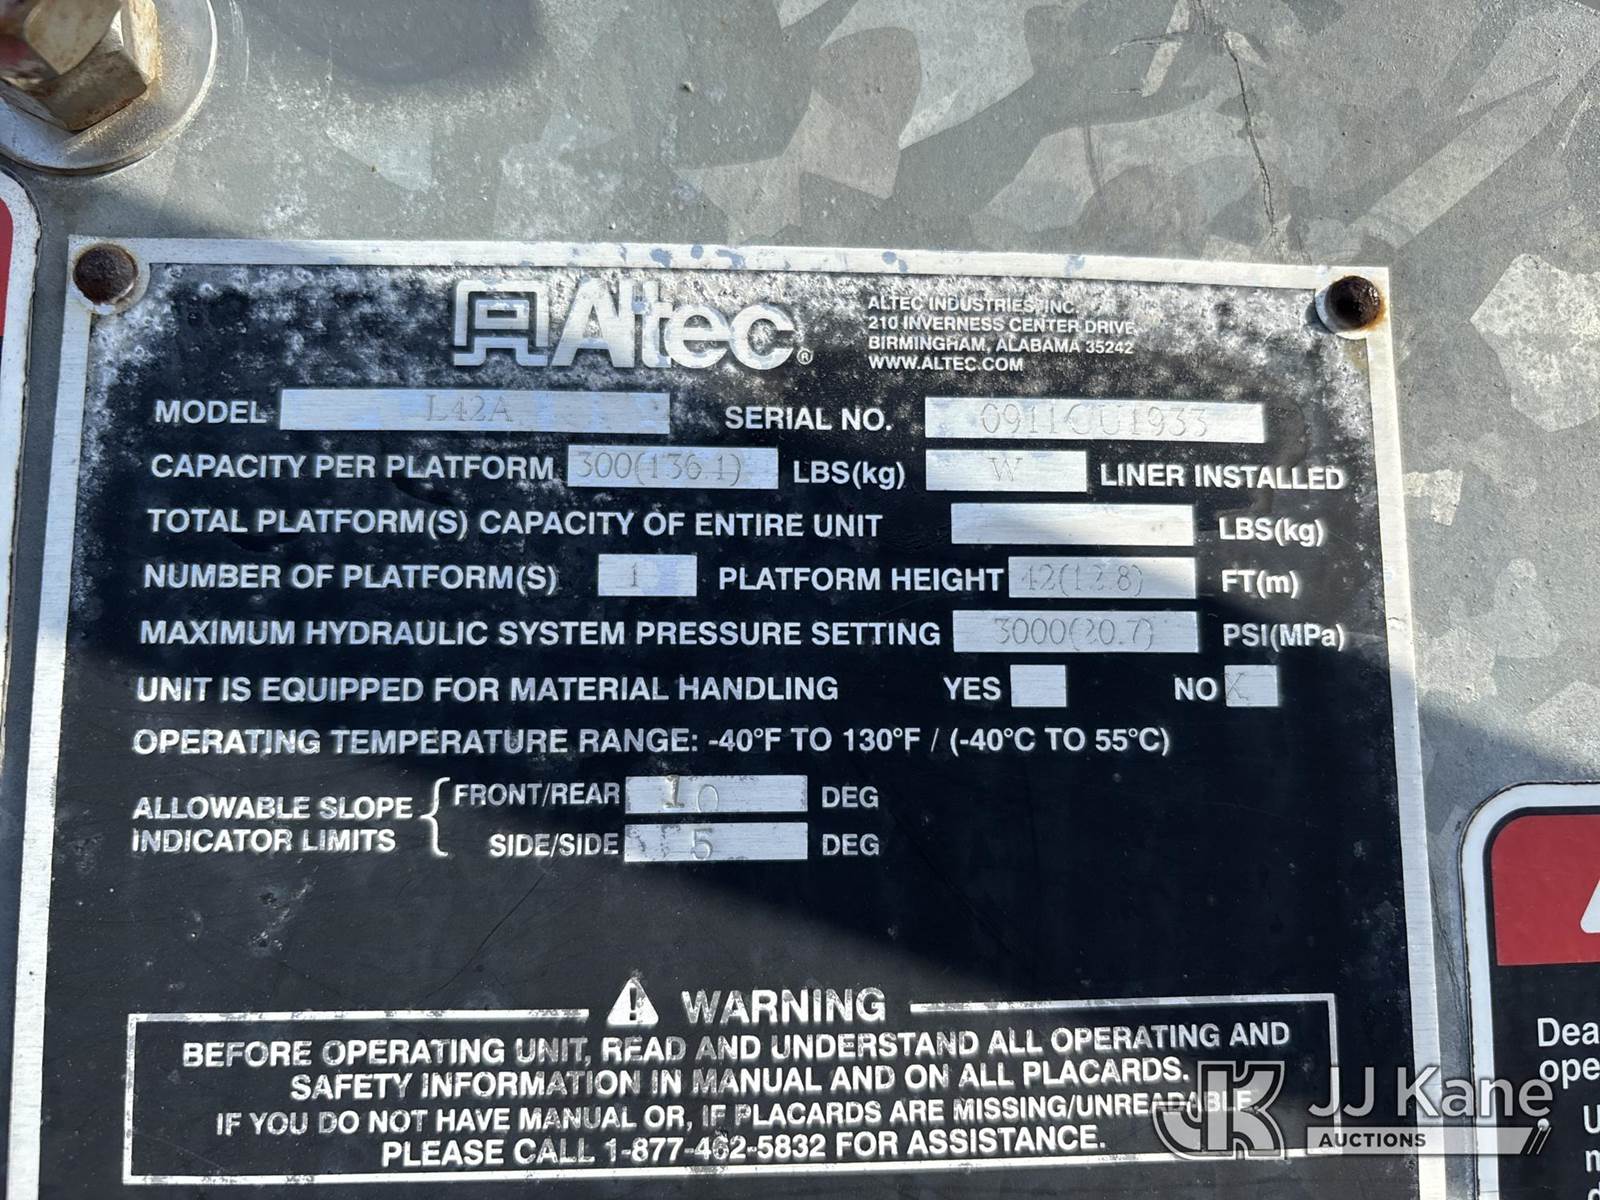 Altec®
ALTEC INDUSTRIES, INC.
210 INVERNESS CENTER DRIVE
BIRMINGHAM, ALABAMA 35242
WWW.ALTEC.COM
MODEL L42A SERIAL NO. 0911CU1933
CAPACITY PER PLATFORM 300(136.1) LBS(kg) W LINER INSTALLED
TOTAL PLATFORM(S) CAPACITY OF ENTIRE UNIT LBS(kg)
NUMBER OF PLATFORM(S) 1 PLATFORM HEIGHT 42(12.8) FT(m)
MAXIMUM HYDRAULIC SYSTEM PRESSURE SETTING 3000(20.7) PSI(MPa)
UNIT IS EQUIPPED FOR MATERIAL HANDLING YES NO X
OPERATING TEMPERATURE RANGE: -40°F TO 130°F / (-40°C TO 55°C)
ALLOWABLE SLOPE INDICATOR LIMITS
FRONT/REAR 10 DEG
SIDE/SIDE 5 DEG
WARNING
BEFORE OPERATING UNIT, READ AND UNDERSTAND ALL OPERATING AND
SAFETY INFORMATION IN MANUAL AND ON ALL PLACARDS.
IF YOU DO NOT HAVE MANUAL OR, IF PLACARDS ARE MISSING/UNREADABLE
PLEASE CALL 1-877-462-5832 FOR ASSISTANCE.
JJ Kane
AUCTIONS